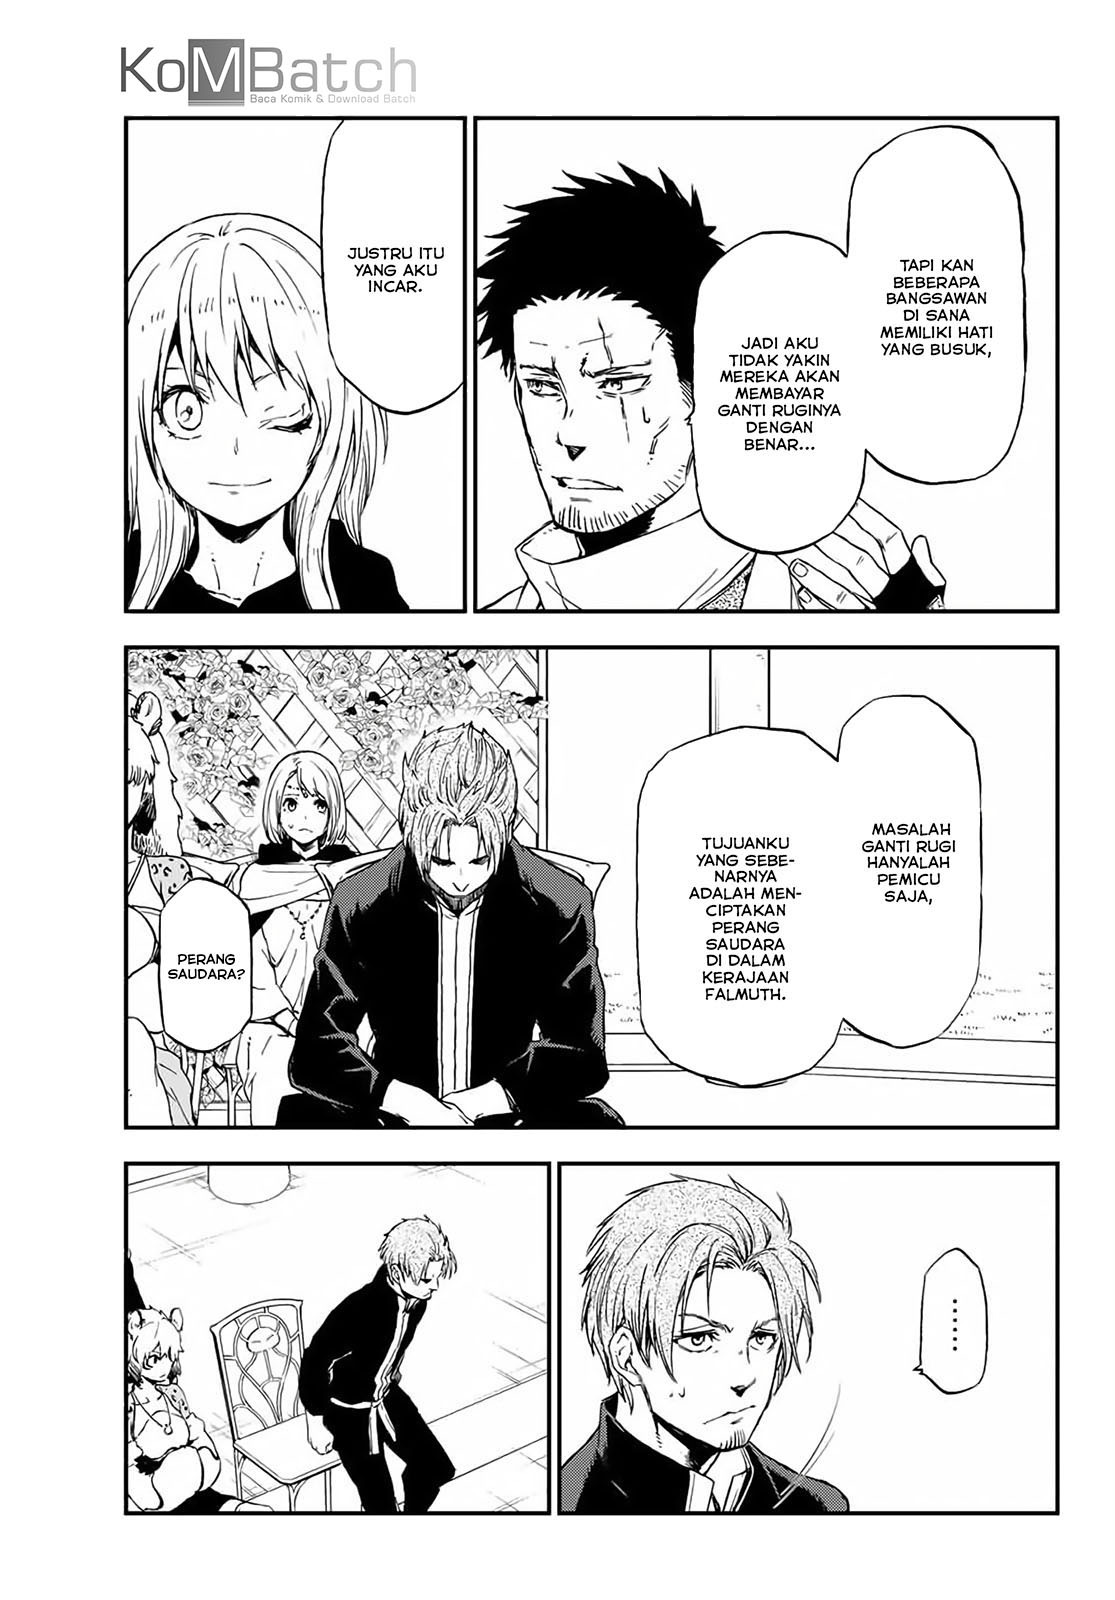 KoMBatch
Baca Komik & Download Batch
TAPI KAN
BEBERAPA
BANGSAWAN
DI SANA
MEMILIKI HATI
YANG BUSUK,
JADI AKU
TIDAK YAKIN
MEREKA AKAN
MEMBAYAR
GANTI RUGINYA
DENGAN
BENAR...
JUSTRU ITU
YANG AKU
INCAR.
MASALAH
GANTI RUGI
HANYALAH
PEMICU
SAJA,
TUJUANKU
YANG SEBE-
NARNYA
ADALAH MEN-
CIPTAKAN
PERANG
SAUDARA
DI DALAM
KERAJAAN
FALMUTH.
PERANG
SAUDARA?
.......